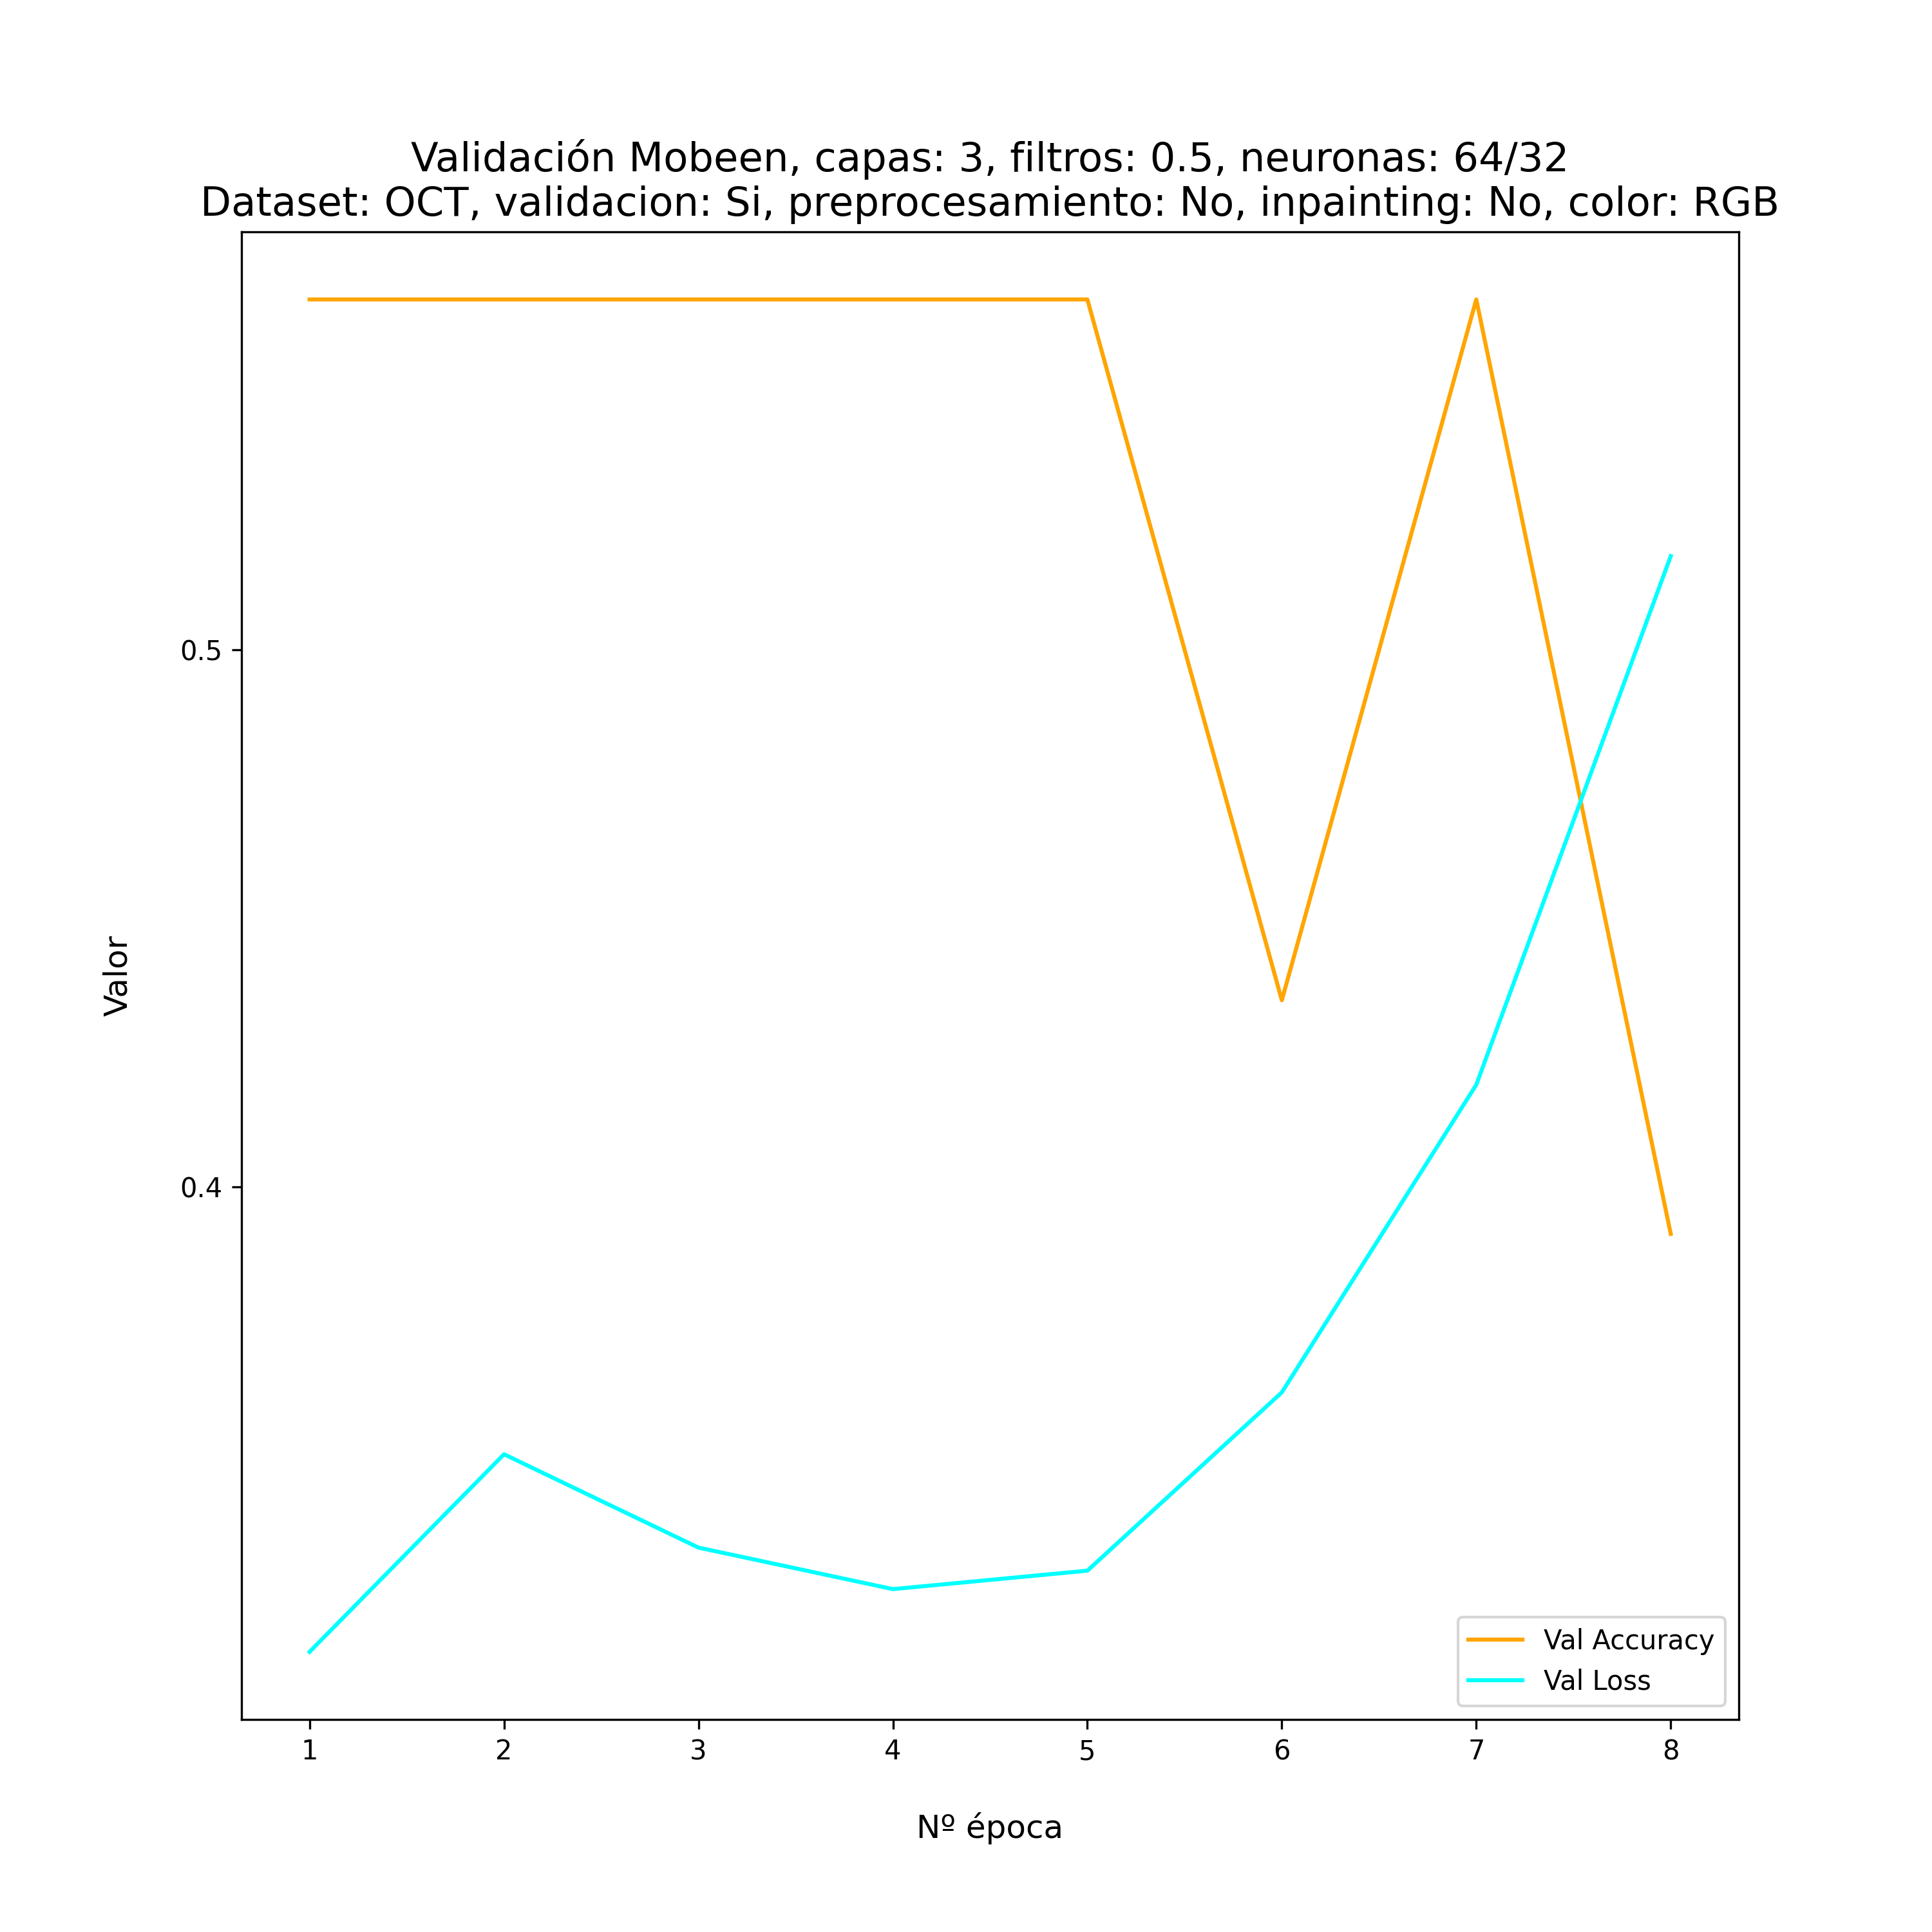 Validación Mobeen, capas: 3, filtros: 0.5, neuronas: 64/32
Dataset: OCT, validacion: Si, preprocesamiento: No, inpainting: No, color: RGB
Valor
0.5
0.4
Val Accuracy
Val Loss
1 2 3 4 5 6 7 8
Nº época